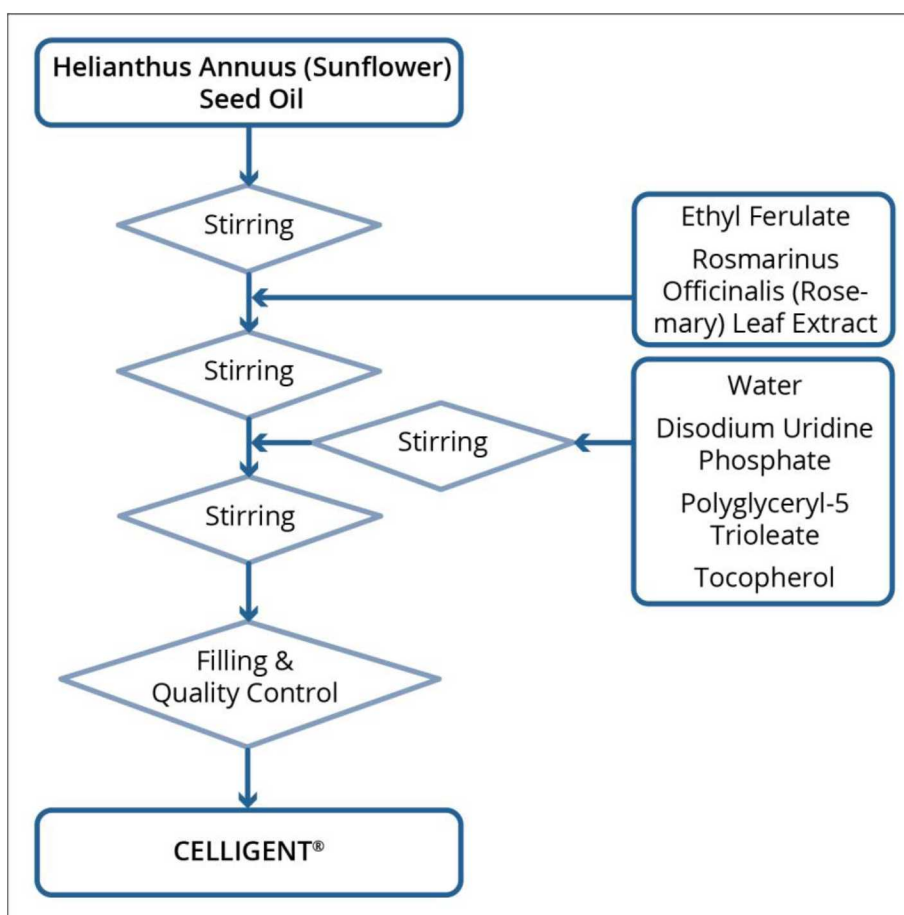 Helianthus Annuus (Sunflower)
Seed Oil
Stirring
Ethyl Ferulate
Rosmarinus
Officinalis (Rose-
mary) Leaf Extract
Stirring
Water
Disodium Uridine
Phosphate
Polyglyceryl-5
Trioleate
Tocopherol
Stirring
Stirring
Filling &
Quality Control
CELLIGENT®